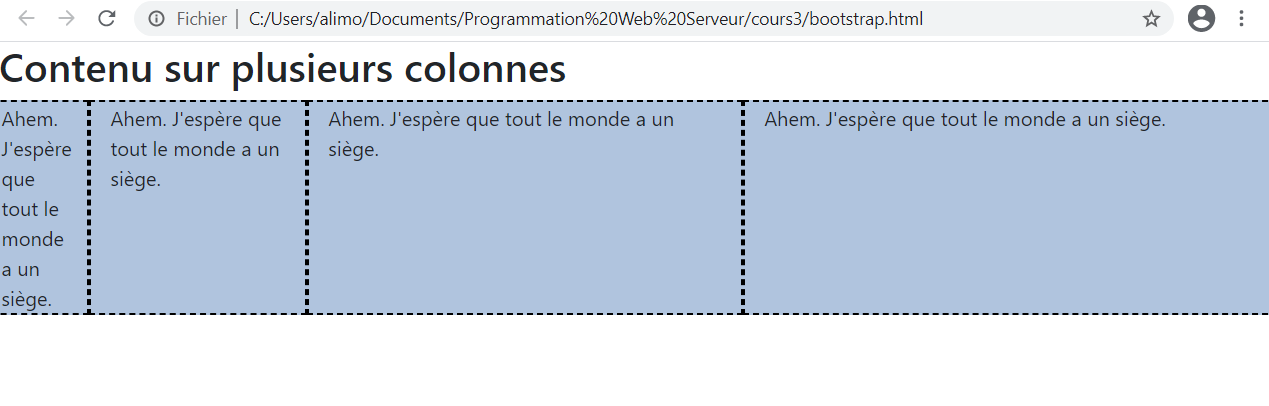 Fichier | C:/Users/alimo/Documents/Programmation%20Web%20Serveur/cours3/bootstrap.html
Contenu sur plusieurs colonnes
Ahem.
J'espère
que
tout le
monde
a un
siège.
Ahem. J'espère que
tout le monde a un
siège.
Ahem. J'espère que tout le monde a un
siège.
Ahem. J'espère que tout le monde a un siège.